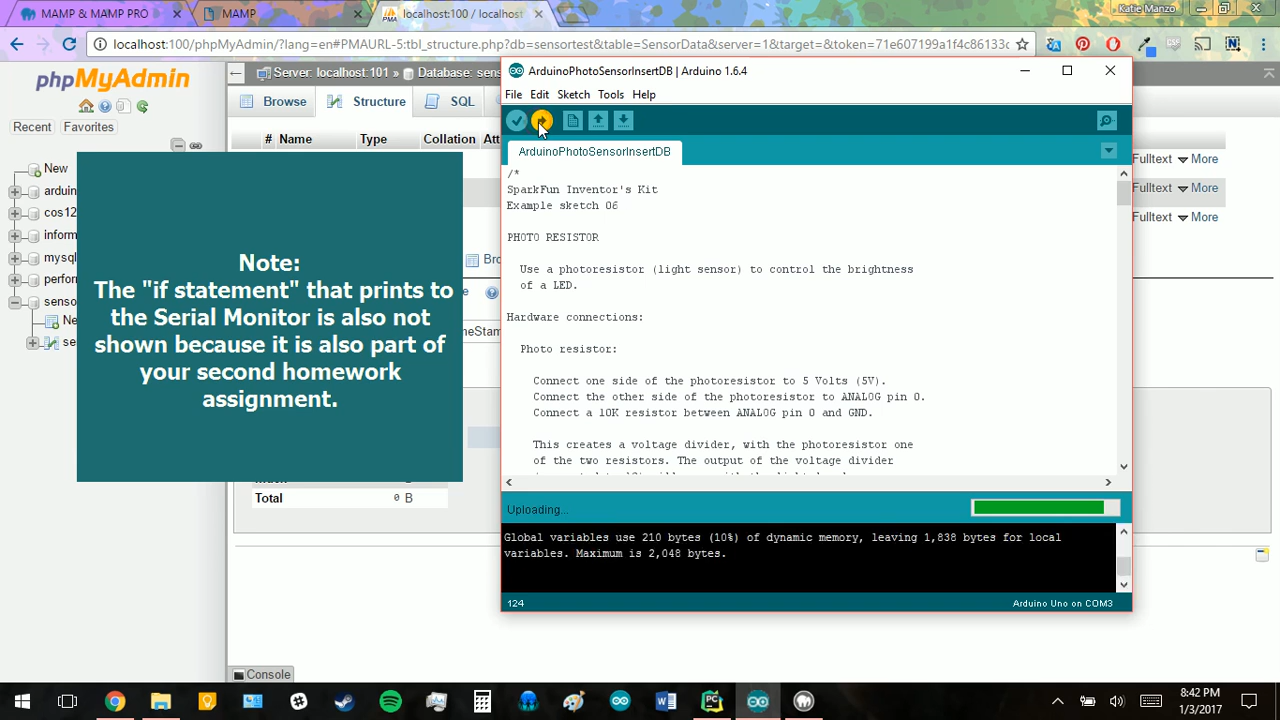 MAMP & MAMP PRO
MAMP
localhost:100 / localhost
Katie Manzo
localhost:100/phpMyAdmin/?lang=en#PMAURL-5:tbl_structure.php?db=sensortest&table=SensorData&server=1&target=&token=71e607199a1f4c86133c
phpMyAdmin
Recent
Favorites
New
arduin
cos12
inform
mysql
perfor
senso
Ne
se
Server: localhost:101 » Database: sens
Browse
Structure
SQL
# Name Type Collation Att
Bro
meStam
Total 0 B
Fulltext More
Fulltext More
Fulltext More
Console
Note:
The "if statement" that prints to
the Serial Monitor is also not
shown because it is also part of
your second homework
assignment.
ArduinoPhotoSensorInsertDB | Arduino 1.6.4
File Edit Sketch Tools Help
ArduinoPhotoSensorInsertDB
/*
SparkFun Inventor's Kit
Example sketch 06
PHOTO RESISTOR
Use a photoresistor (light sensor) to control the brightness
of a LED.
Hardware connections:
Photo resistor:
Connect one side of the photoresistor to 5 Volts (5V).
Connect the other side of the photoresistor to ANALOG pin 0.
Connect a 10K resistor between ANALOG pin 0 and GND.
This creates a voltage divider, with the photoresistor one
of the two resistors. The output of the voltage divider
Uploading...
Global variables use 210 bytes (10%) of dynamic memory, leaving 1,838 bytes for local
variables. Maximum is 2,048 bytes.
124
Arduino Uno on COM3
8:42 PM
1/3/2017